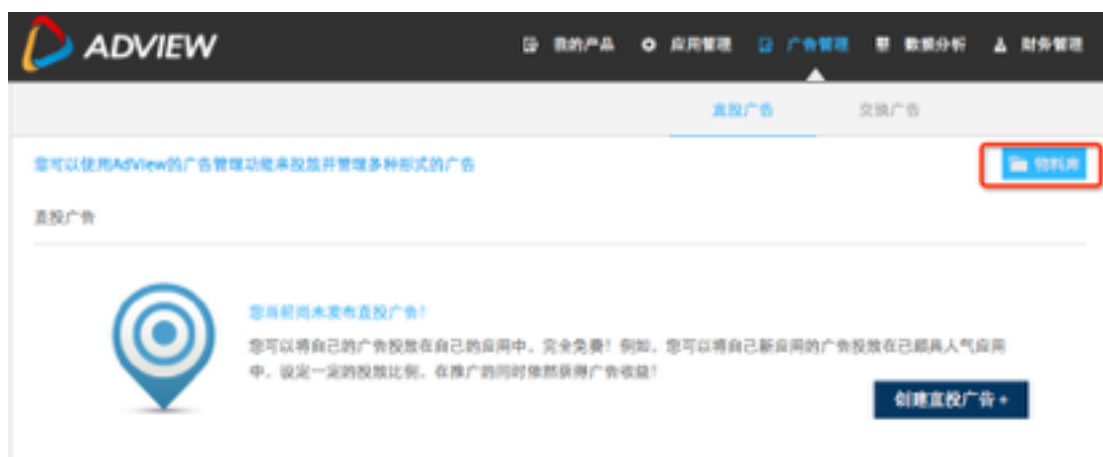 ADVIEW
我的产品 应用管理 广告管理 数据分析 财务管理
直投广告 交换广告
您可以使用AdView的广告管理功能来投放并管理多种形式的广告
物料库
直投广告
您当前尚未发布直投广告!
您可以将自己的广告投放在自己的应用中，完全免费! 例如，您可以将自己新应用的广告投放在已颇具人气应用
中，设定一定的投放比例，在推广的同时依然获得广告收益!
创建直投广告 +